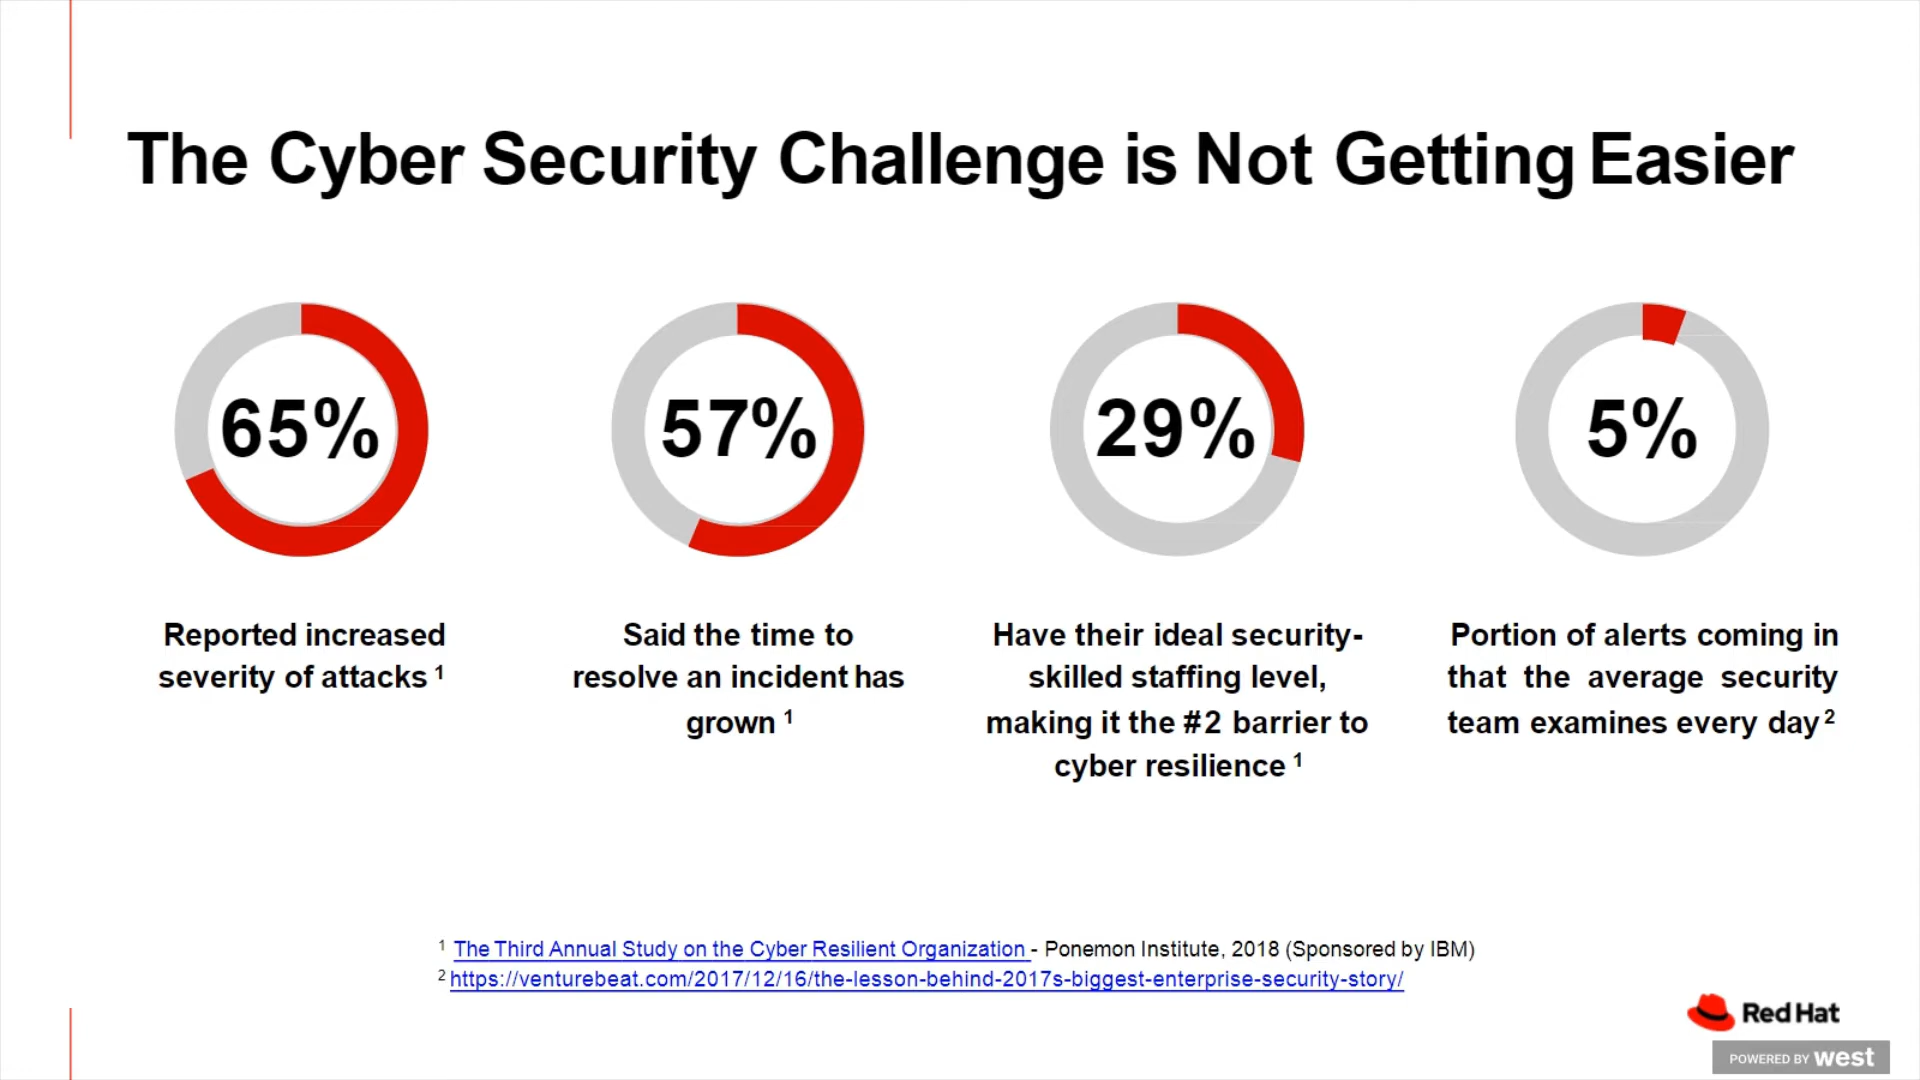 The Cyber Security Challenge is Not Getting Easier
65%
57%
29%
5%
Reported increased
severity of attacks 1
Said the time to
resolve an incident has
grown 1
Have their ideal security-
skilled staffing level,
making it the #2 barrier to
cyber resilience 1
Portion of alerts coming in
that the average security
team examines every day 2
1 The Third Annual Study on the Cyber Resilient Organization - Ponemon Institute, 2018 (Sponsored by IBM)
2 https://venturebeat.com/2017/12/16/the-lesson-behind-2017s-biggest-enterprise-security-story/
Red Hat
POWERED BY west